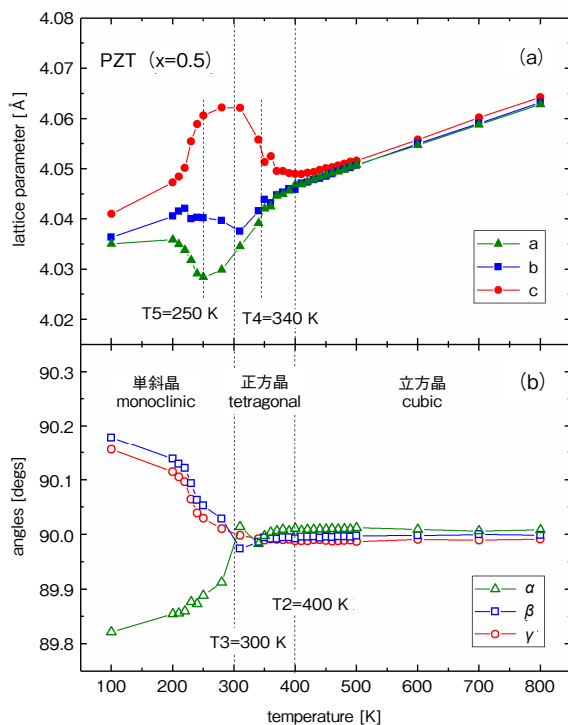 PZT (x=0.5)
(a)
lattice parameter [Å]
4.08
4.07
4.06
4.05
4.04
4.03
4.02
T5=250 K
T4=340 K
a
b
c
90.3
90.2
90.1
90.0
89.9
89.8
単斜晶
monoclinic
正方晶
tetragonal
立方晶
cubic
(b)
angles [degs]
T2=400 K
T3=300 K
α
β
γ
100 200 300 400 500 600 700 800
temperature [K]